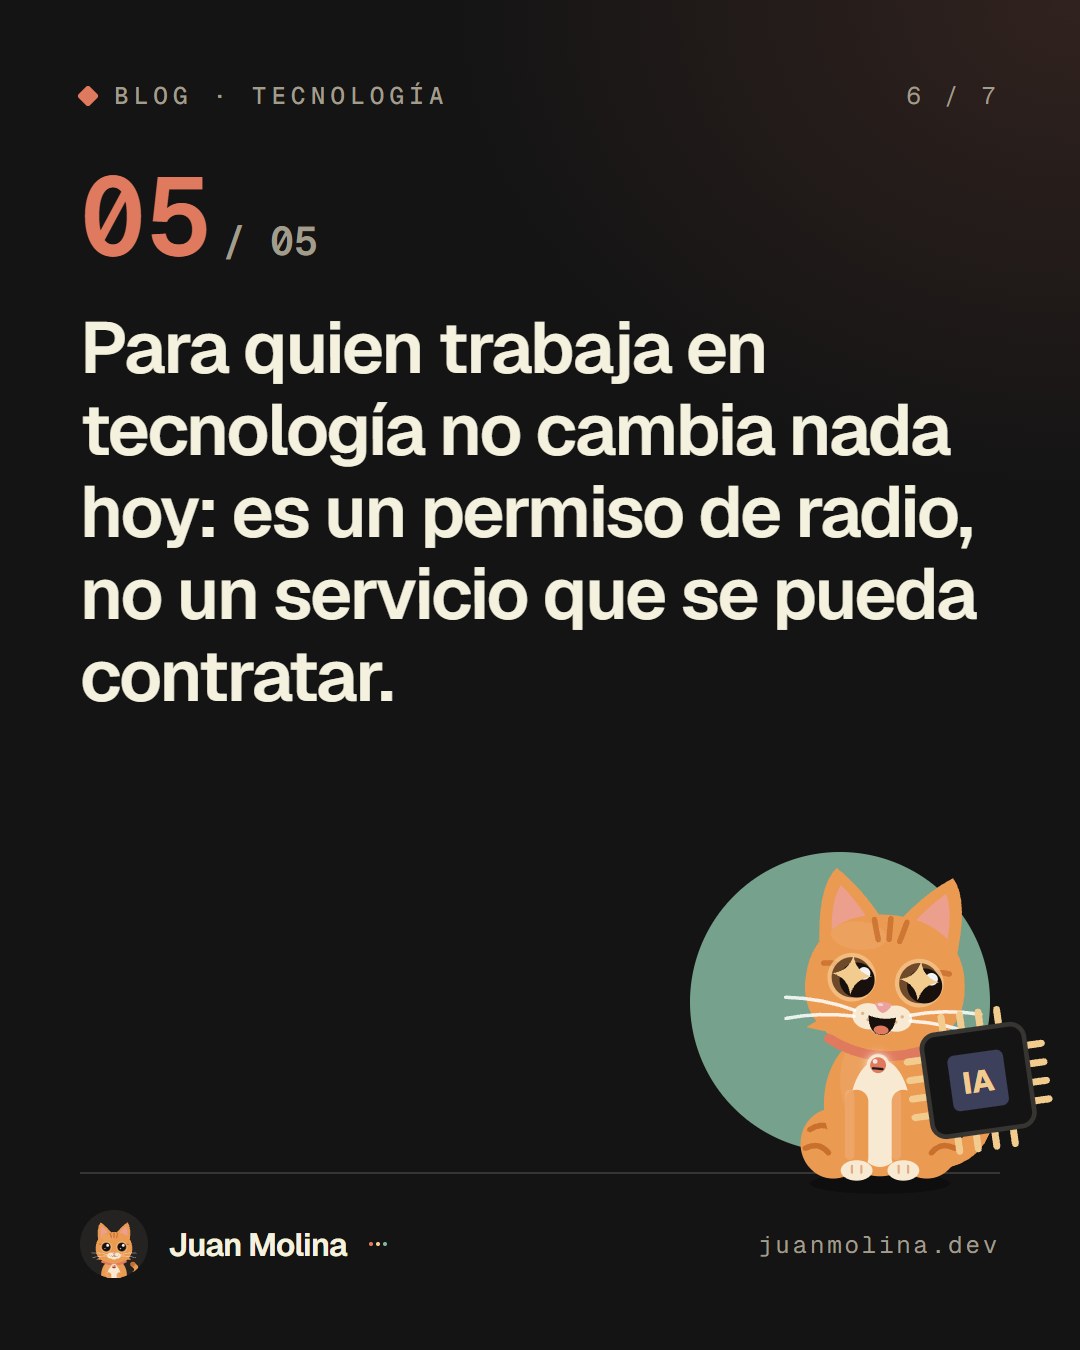 BLOG · TECNOLOGÍA
6 / 7
05 / 05
Para quien trabaja en
tecnología no cambia nada
hoy: es un permiso de radio,
no un servicio que se pueda
contratar.
IA
Juan Molina
juanmolina.dev